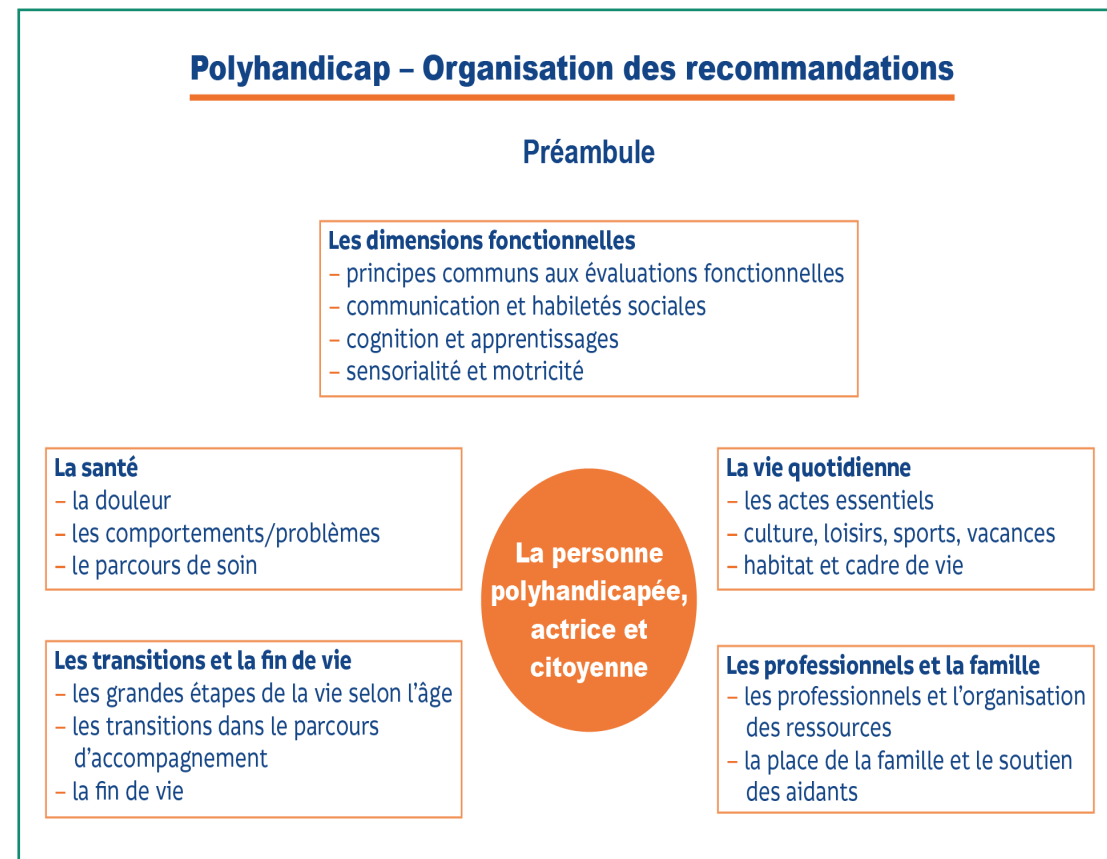 Polyhandicap – Organisation des recommandations
Préambule
Les dimensions fonctionnelles
– principes communs aux évaluations fonctionnelles
– communication et habiletés sociales
– cognition et apprentissages
– sensorialité et motricité
La santé
– la douleur
– les comportements/problèmes
– le parcours de soin
La personne
polyhandicapée,
actrice et
citoyenne
La vie quotidienne
– les actes essentiels
– culture, loisirs, sports, vacances
– habitat et cadre de vie
Les transitions et la fin de vie
– les grandes étapes de la vie selon l’âge
– les transitions dans le parcours
d’accompagnement
– la fin de vie
Les professionnels et la famille
– les professionnels et l’organisation
des ressources
– la place de la famille et le soutien
des aidants